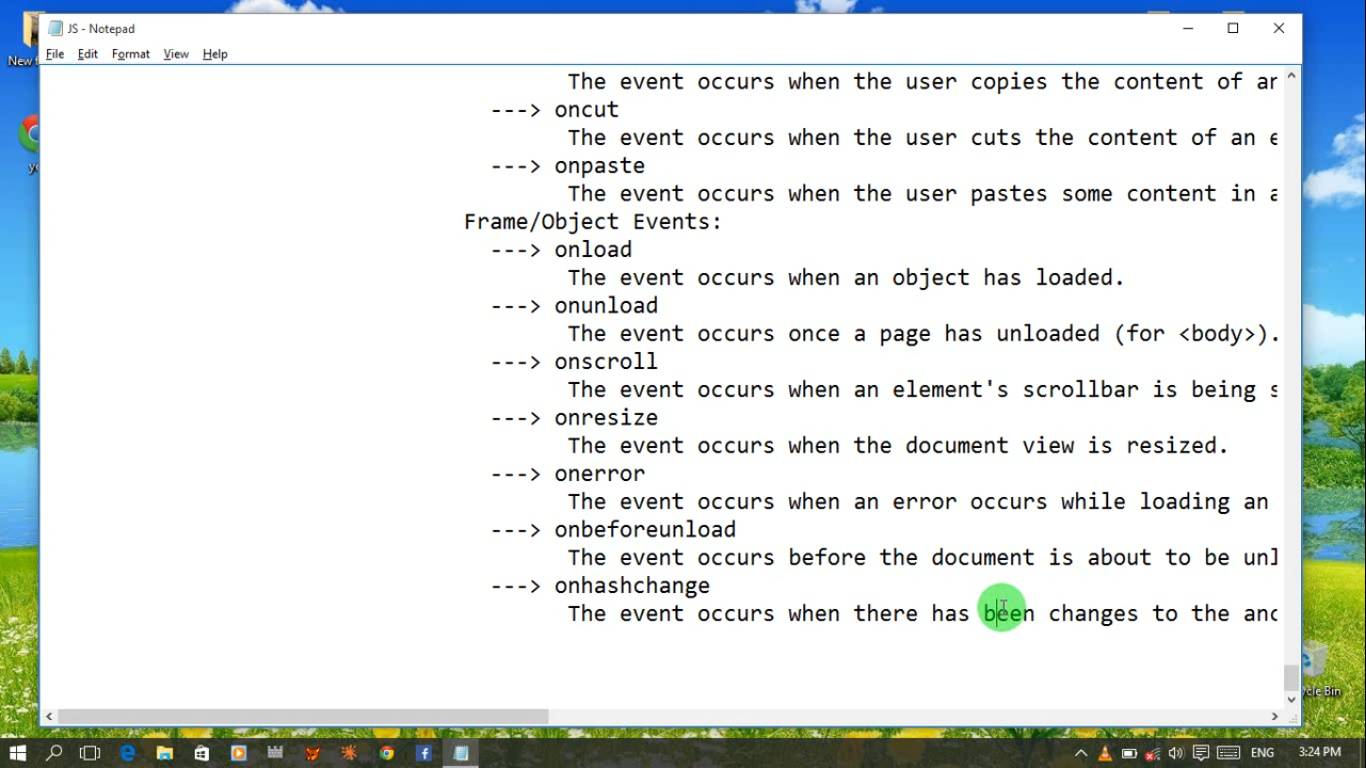 JS - Notepad
File Edit Format View Help
The event occurs when the user copies the content of an
---> oncut
The event occurs when the user cuts the content of an e
---> onpaste
The event occurs when the user pastes some content in a
Frame/Object Events:
---> onload
The event occurs when an object has loaded.
---> onunload
The event occurs once a page has unloaded (for <body>).
---> onscroll
The event occurs when an element's scrollbar is being s
---> onresize
The event occurs when the document view is resized.
---> onerror
The event occurs when an error occurs while loading an
---> onbeforeunload
The event occurs before the document is about to be unl
---> onhashchange
The event occurs when there has been changes to the anc
New
cle Bin
ENG 3:24 PM